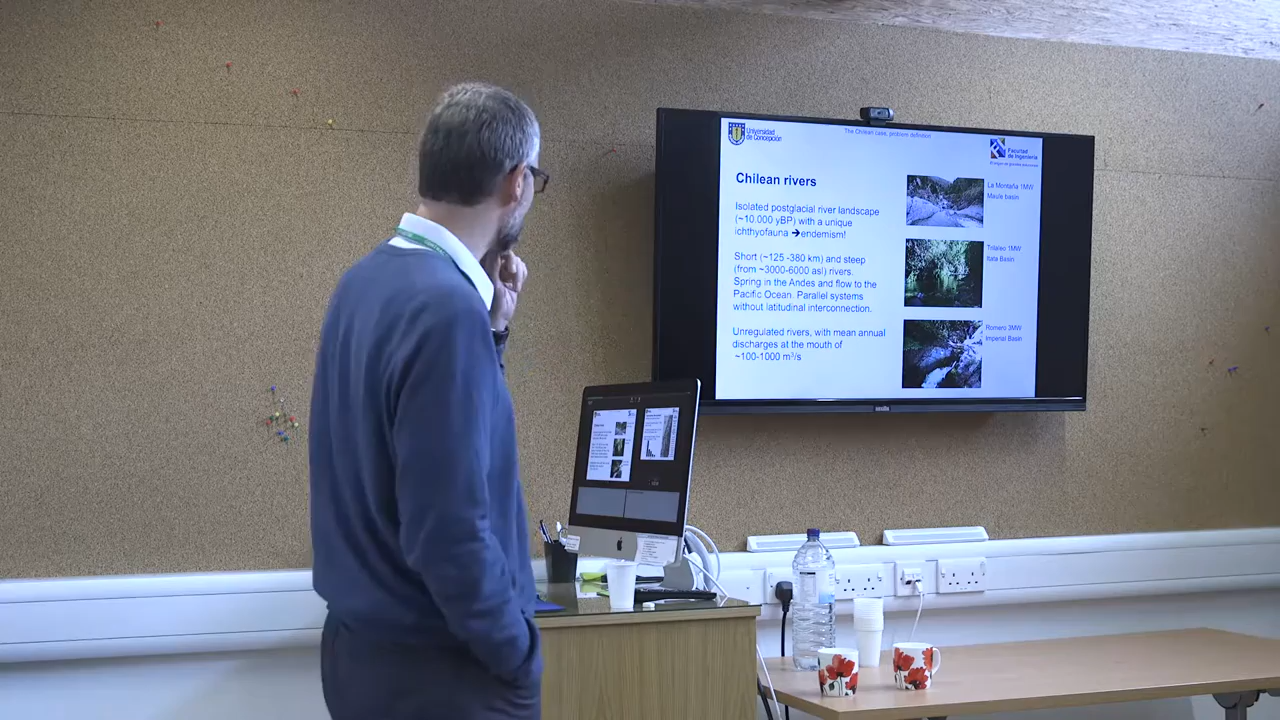 Universidad
de Concepción
The Chilean case, problem definition
Facultad
de Ingeniería
Chilean rivers
Isolated postglacial river landscape
(~10.000 yBP) with a unique
ichthyofauna ➔endemism!
Short (~125 -380 km) and steep
(from ~3000-6000 asl) rivers.
Spring in the Andes and flow to the
Pacific Ocean. Parallel systems
without latitudinal interconnection.
Unregulated rivers, with mean annual
discharges at the mouth of
~100-1000 m³/s
La Montaña 1MW
Maule basin
Trilaleo 1MW
Itata Basin
Romero 3MW
Imperial Basin